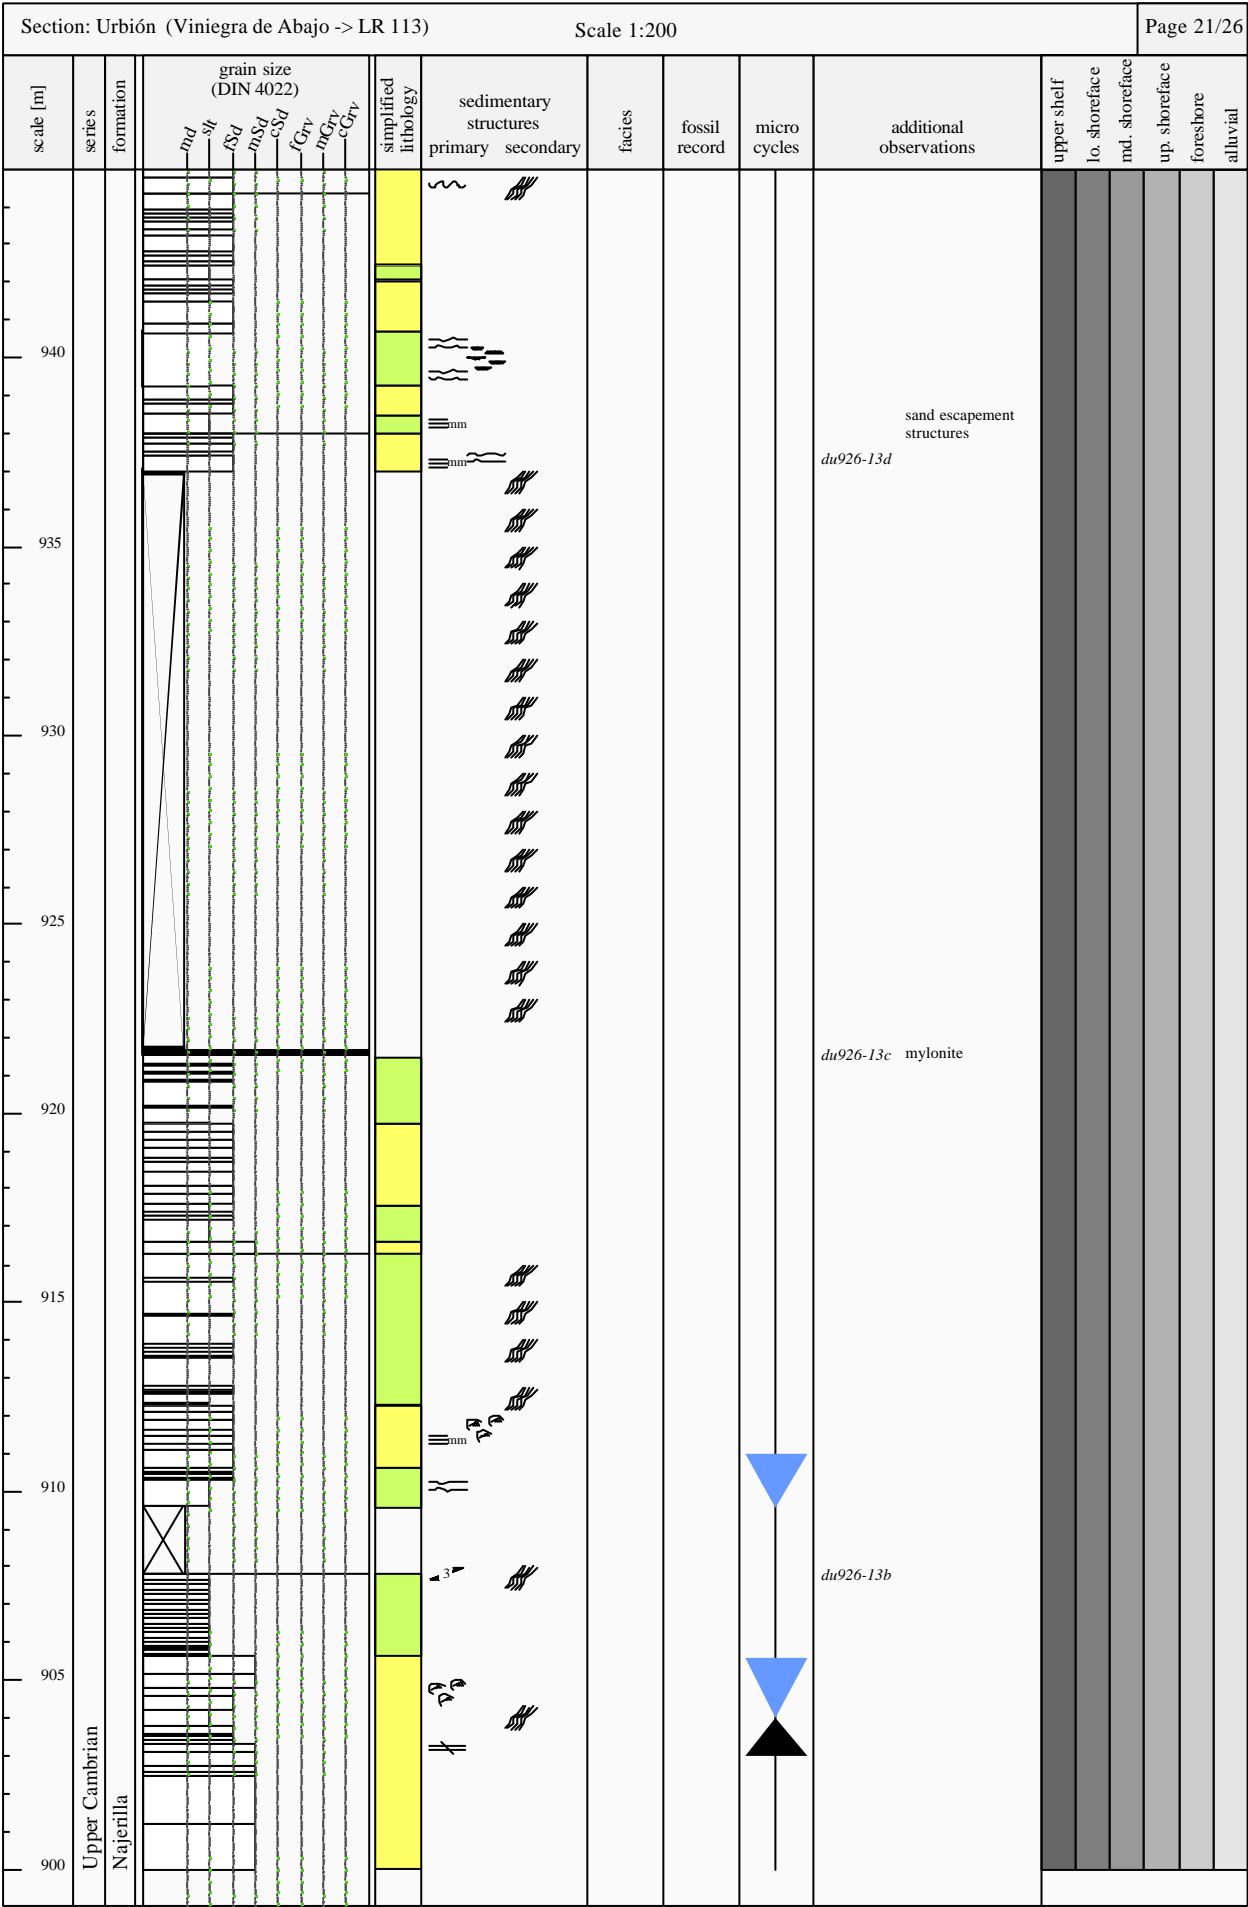 Section: Urbión (Viniegra de Abajo -> LR 113)
Scale 1:200
Page 21/26
scale [m]
series
formation
grain size
(DIN 4022)
md
slt
fSd
mSd
cSd
fGrv
mGrv
cGrv
simplified
lithology
sedimentary
structures
primary secondary
facies
fossil
record
micro
cycles
additional
observations
upper shelf
lo. shoreface
md. shoreface
up. shoreface
foreshore
alluvial
940
sand escapement
structures
mm
du926-13d
mm
935
930
925
du926-13c mylonite
920
915
mm
910
3
du926-13b
905
900
Upper Cambrian
Najerilla